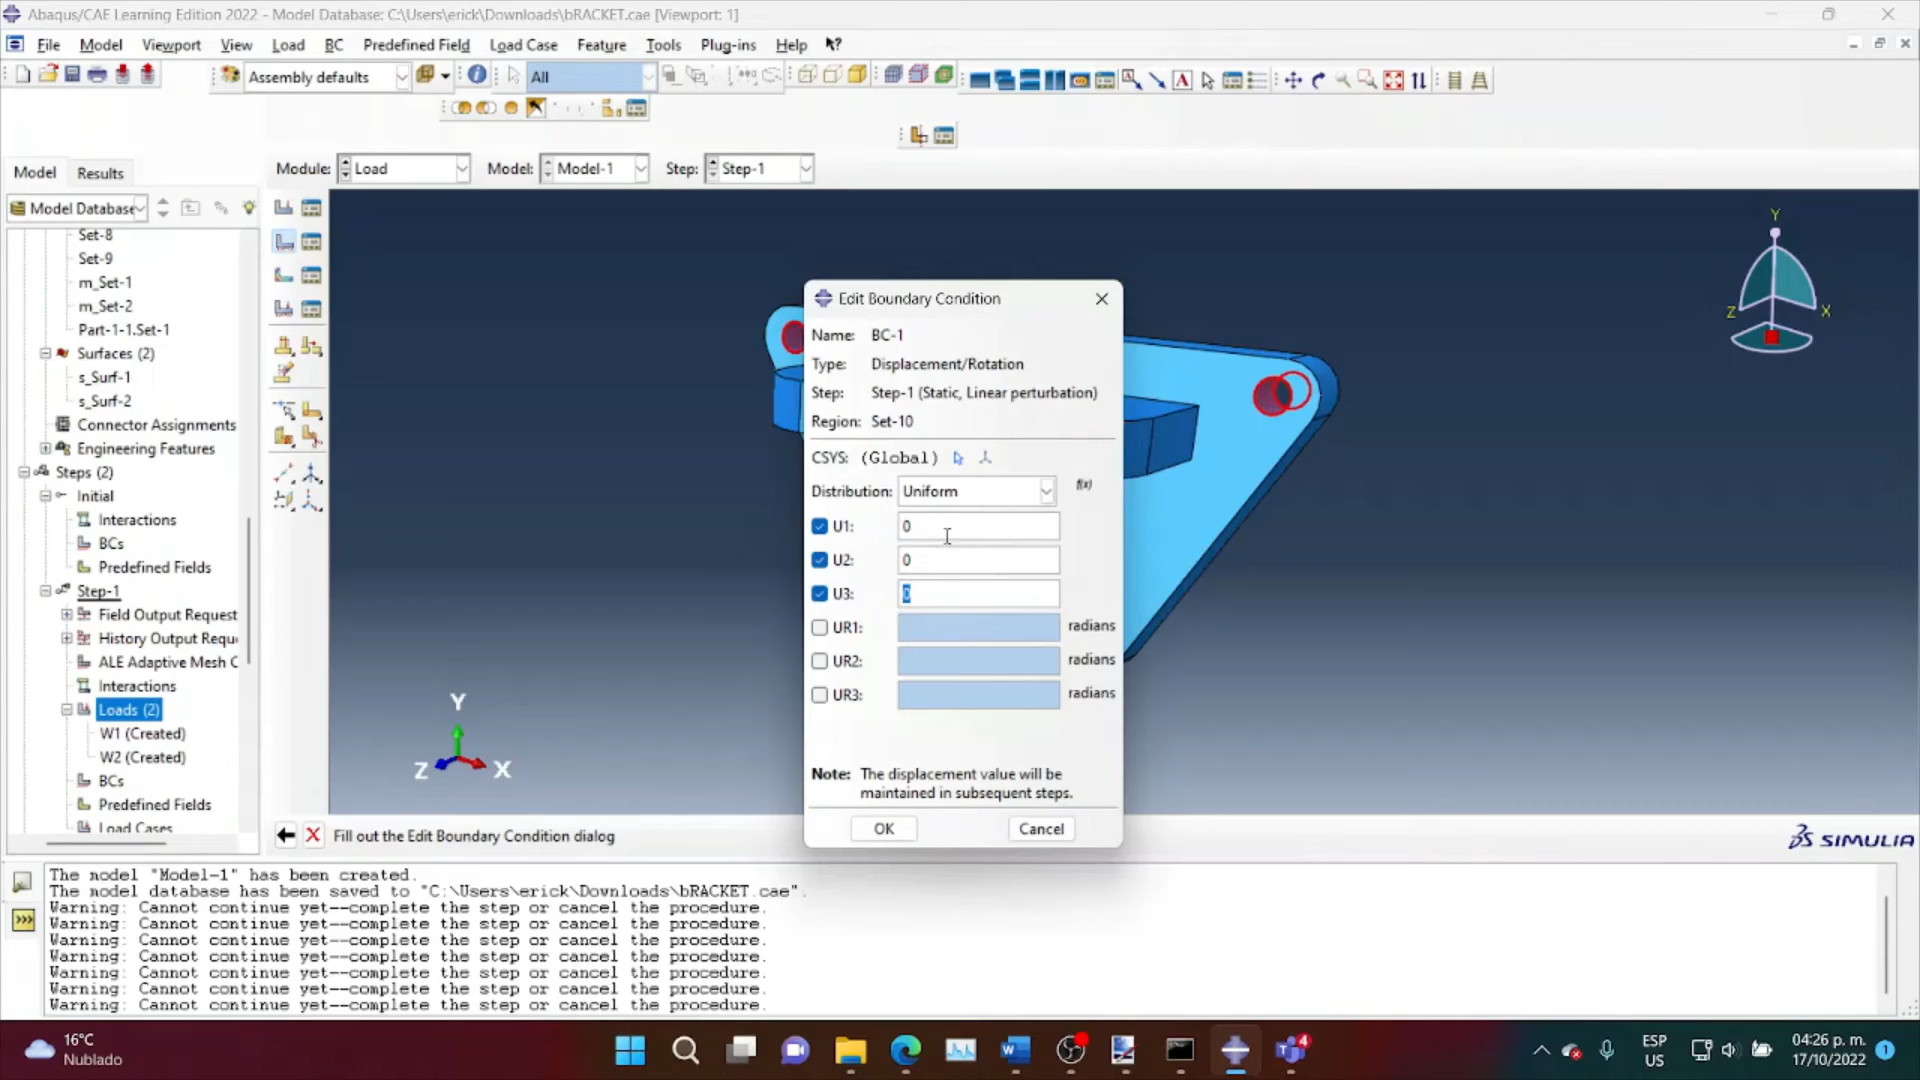 Abaqus/CAE Learning Edition 2022 - Model Database: C:\Users\erick\Downloads\bRACKET.cae [Viewport: 1]
File Model Viewport View Load BC Predefined Field Load Case Feature Tools Plug-ins Help
Assembly defaults All
Model Results Module: Load Model: Model-1 Step: Step-1
Model Database
Set-8
Set-9
m_Set-1
m_Set-2
Part-1-1.Set-1
Surfaces (2)
s_Surf-1
s_Surf-2
Connector Assignments
Engineering Features
Steps (2)
Initial
Interactions
BCs
Predefined Fields
Step-1
Field Output Request
History Output Requ
ALE Adaptive Mesh C
Interactions
Loads (2)
W1 (Created)
W2 (Created)
BCs
Predefined Fields
Load Cases
Y
Z X
Y
Z X
Edit Boundary Condition
Name: BC-1
Type: Displacement/Rotation
Step: Step-1 (Static, Linear perturbation)
Region: Set-10
CSYS: (Global)
Distribution: Uniform f(x)
U1: 0
U2: 0
U3: 0
UR1: radians
UR2: radians
UR3: radians
Note: The displacement value will be
maintained in subsequent steps.
OK Cancel
Fill out the Edit Boundary Condition dialog
SIMULIA
The model "Model-1" has been created.
The model database has been saved to "C:\Users\erick\Downloads\bRACKET.cae".
Warning: Cannot continue yet--complete the step or cancel the procedure.
Warning: Cannot continue yet--complete the step or cancel the procedure.
Warning: Cannot continue yet--complete the step or cancel the procedure.
Warning: Cannot continue yet--complete the step or cancel the procedure.
Warning: Cannot continue yet--complete the step or cancel the procedure.
Warning: Cannot continue yet--complete the step or cancel the procedure.
Warning: Cannot continue yet--complete the step or cancel the procedure.
16°C
Nublado
4
ESP
US
04:26 p. m.
17/10/2022
1